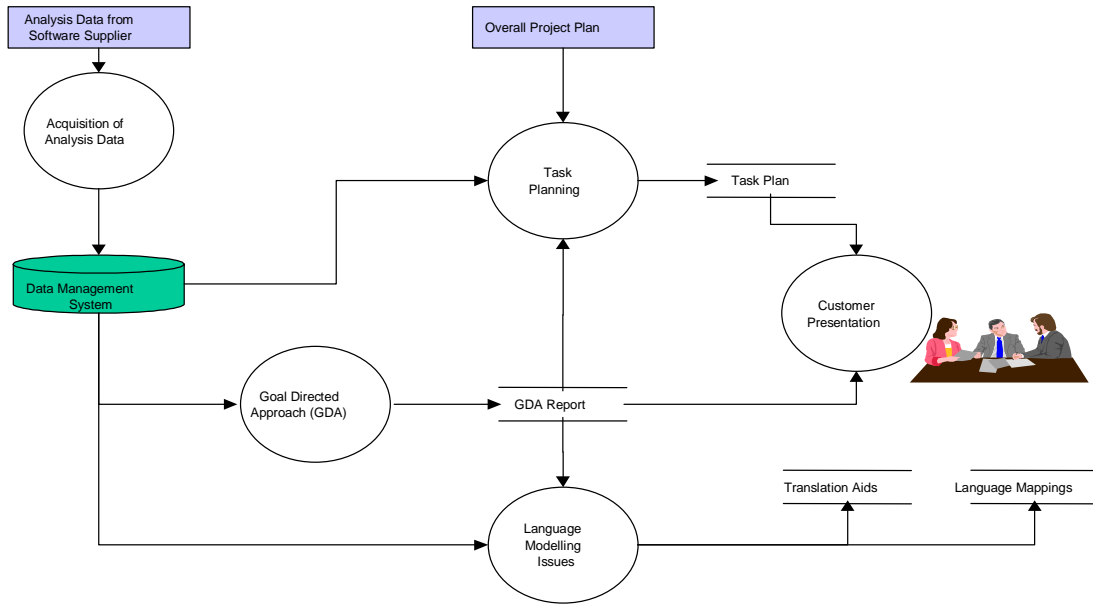 Analysis Data from
Software Supplier
Overall Project Plan
Acquisition of
Analysis Data
Task
Planning
Task Plan
Data Management
System
Customer
Presentation
Goal Directed
Approach (GDA)
GDA Report
Translation Aids
Language Mappings
Language
Modelling
Issues